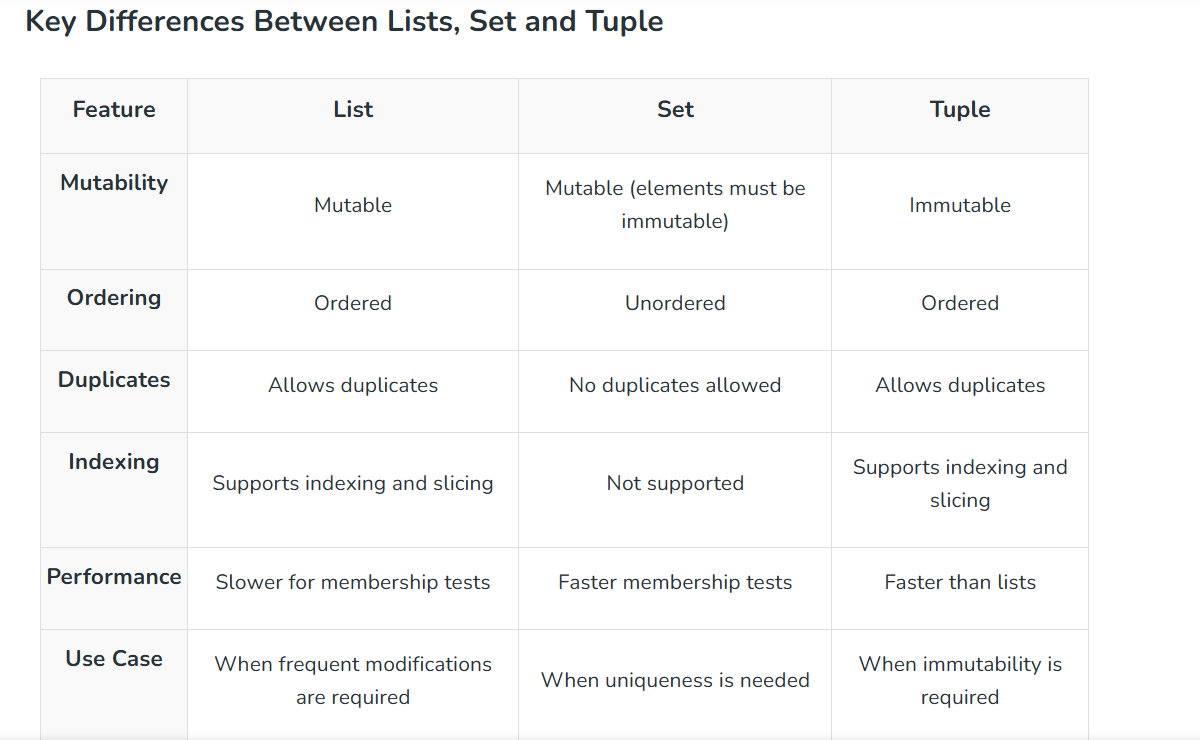 Key Differences Between Lists, Set and Tuple
Feature List Set Tuple
Mutability
Mutable
Mutable (elements must be
immutable)
Immutable
Ordering
Ordered
Unordered
Ordered
Duplicates
Allows duplicates
No duplicates allowed
Allows duplicates
Indexing
Supports indexing and slicing
Not supported
Supports indexing and
slicing
Performance
Slower for membership tests
Faster membership tests
Faster than lists
Use Case
When frequent modifications
are required
When uniqueness is needed
When immutability is
required